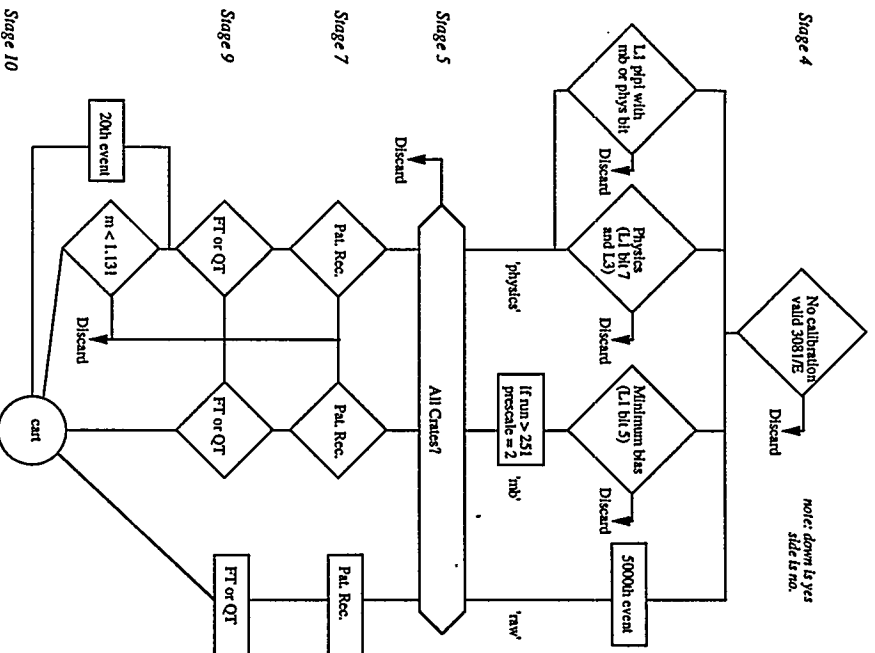 Stage 4
No calibration
valid 3081/E
Discard
note: down is yes
side is no.
L1 pipi with
mb or phys bit
Discard
Physics
(L1 bit 7
and L3)
Discard
Minimum bias
(L1 bit 5)
Discard
5000th event
if run > 251
prescale = 2
'physics'
'mb'
'raw'
Stage 5
All Crates?
Discard
Stage 7
Pat. Rec.
Pat. Rec.
Pat. Rec.
Stage 9
FT or QT
FT or QT
FT or QT
20th event
m < 1.131
Discard
Stage 10
cart